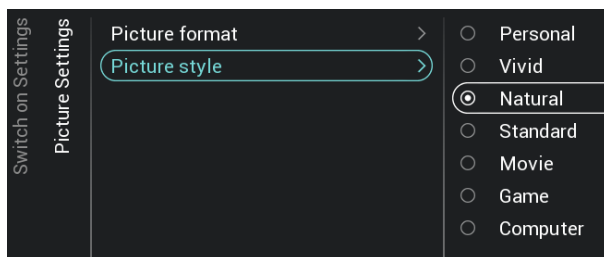 Switch on Settings
Picture Settings
Picture format
Picture style
Personal
Vivid
Natural
Standard
Movie
Game
Computer